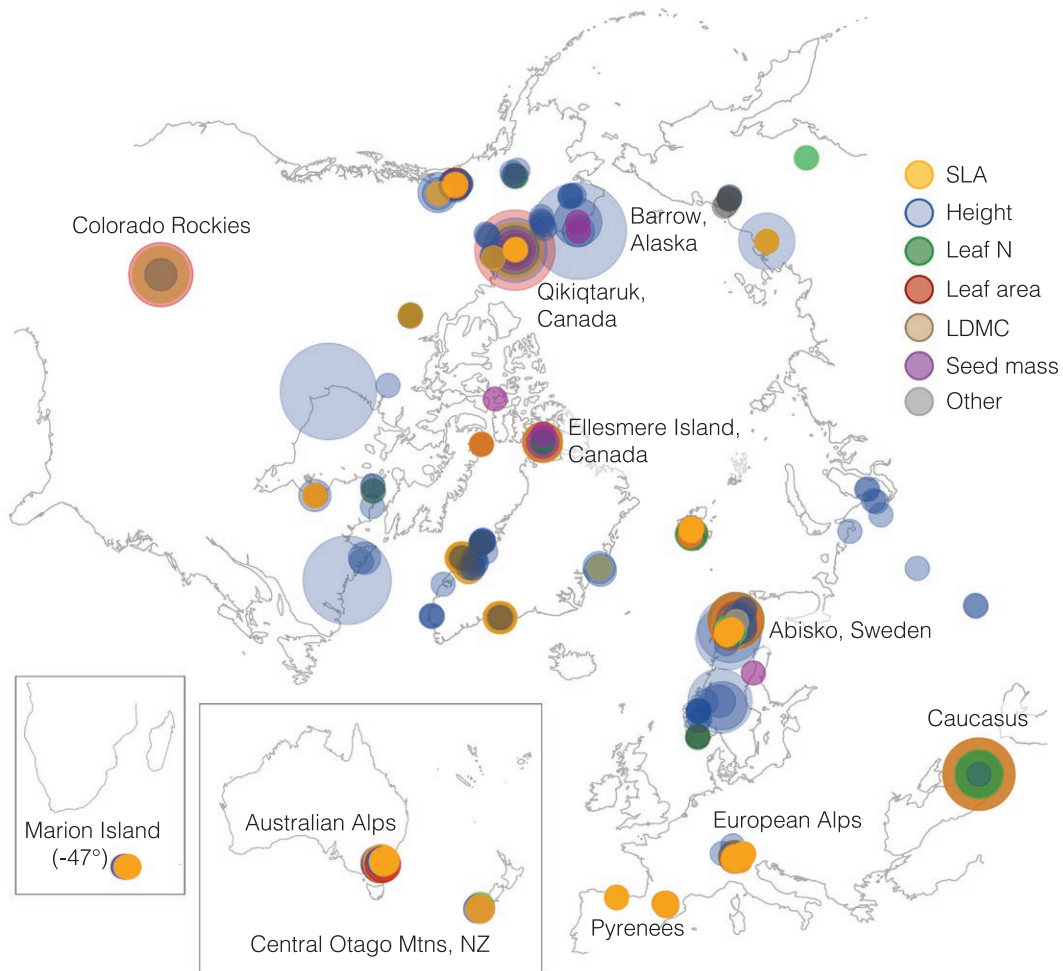 Colorado Rockies
Barrow,
Alaska
Qikiqtaruk,
Canada
SLA
Height
Leaf N
Leaf area
LDMC
Seed mass
Other
Ellesmere Island,
Canada
Abisko, Sweden
Caucasus
Marion Island
(-47°)
Australian Alps
Central Otago Mtns, NZ
European Alps
Pyrenees